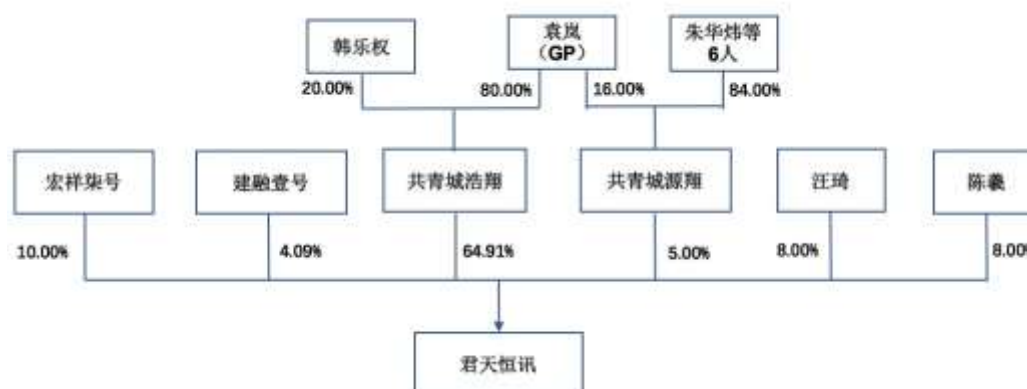 韩乐权
袁岚
（GP）
朱华炜等
6人
20.00%
80.00%
16.00%
84.00%
宏祥柒号
建融壹号
共青城浩翔
共青城源翔
汪琦
陈羲
10.00%
4.09%
64.91%
5.00%
8.00%
8.00%
君天恒讯